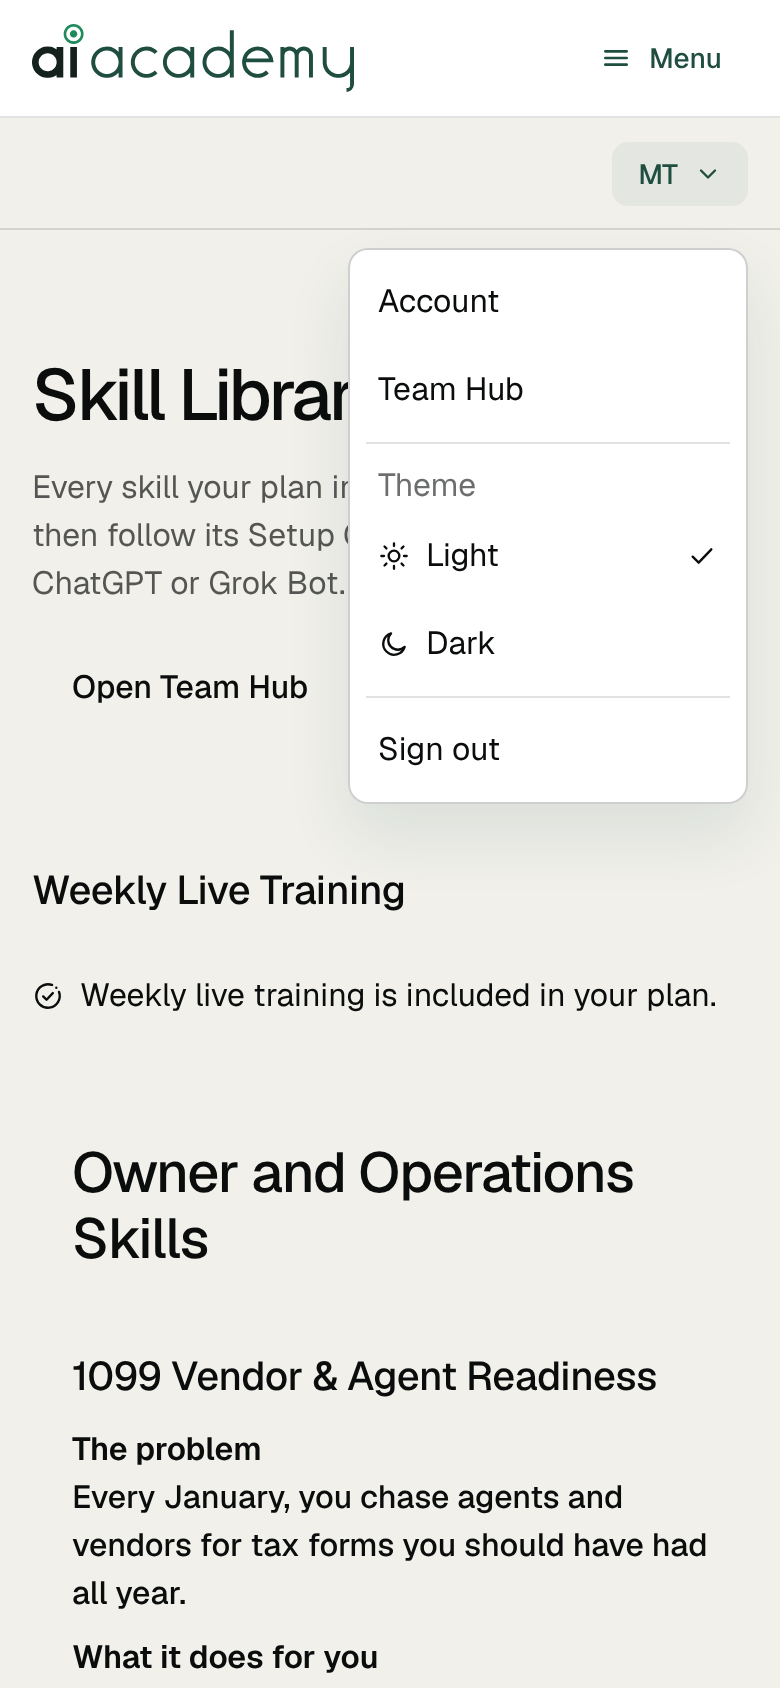 ai academy
Menu
MT
Account
Team Hub
Skill Librar
Every skill your plan
Theme
then follow its Setup
Light
ChatGPT or Grok Bot.
Dark
Open Team Hub
Sign out
Weekly Live Training
Weekly live training is included in your plan.
Owner and Operations
Skills
1099 Vendor & Agent Readiness
The problem
Every January, you chase agents and
vendors for tax forms you should have had
all year.
What it does for you